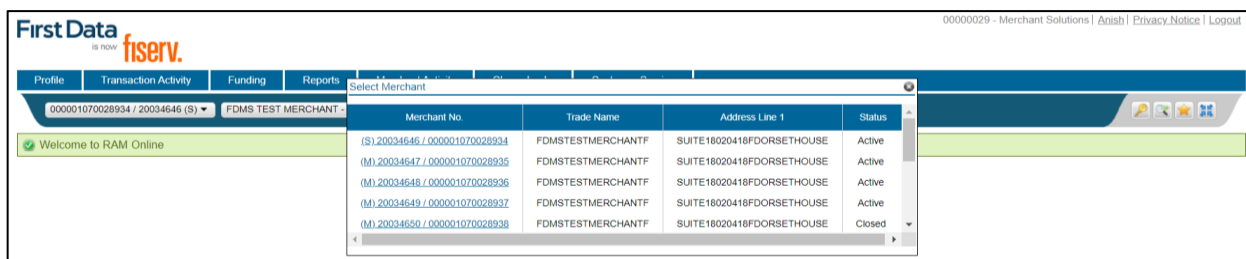 00000029 - Merchant Solutions | Anish | Privacy Notice | Logout
First Data
is now fiserv.
Profile Transaction Activity Funding Reports
Select Merchant
000001070028934 / 20034646 (S) FDMS TEST MERCHANT -
Merchant No. Trade Name Address Line 1 Status
Welcome to RAM Online
(S) 20034646 / 000001070028934 FDMSTESTMERCHANTF SUITE18020418FDORSETHOUSE Active
(M) 20034647 / 000001070028935 FDMSTESTMERCHANTF SUITE18020418FDORSETHOUSE Active
(M) 20034648 / 000001070028936 FDMSTESTMERCHANTF SUITE18020418FDORSETHOUSE Active
(M) 20034649 / 000001070028937 FDMSTESTMERCHANTF SUITE18020418FDORSETHOUSE Active
(M) 20034650 / 000001070028938 FDMSTESTMERCHANTF SUITE18020418FDORSETHOUSE Closed